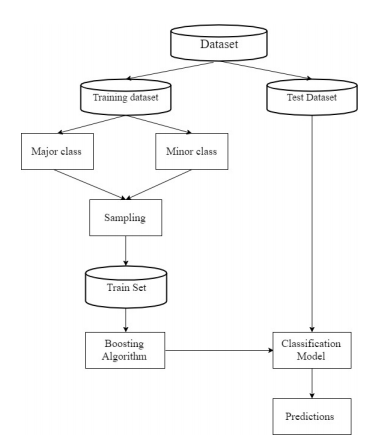 Dataset
Training dataset
Test Dataset
Major class
Minor class
Sampling
Train Set
Boosting
Algorithm
Classification
Model
Predictions